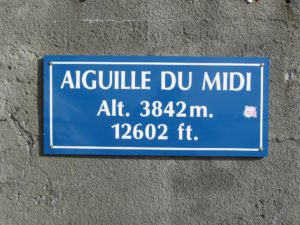 AIGUILLE DU MIDI
Alt. 3842m.
12602 ft.